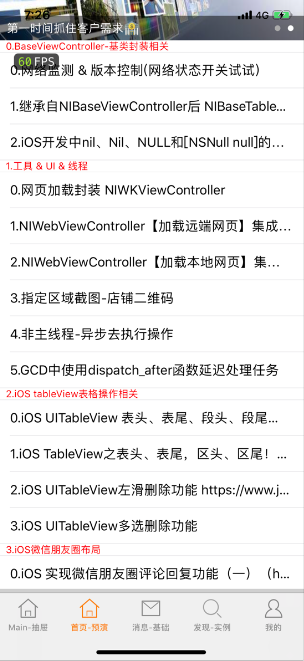 7:26
4G
第一时间抓住客户需求
0.BaseViewController-基类封装相关
60 FPS
0.网络监测 & 版本控制(网络状态开关试试)
1.继承自NIBaseViewController后 NIBaseTable...
2.iOS开发中nil、Nil、NULL和[NSNull null]的...
1.工具 & UI & 线程
0.网页加载封装 NIWKViewController
1.NIWebViewController【加载远端网页】集成...
2.NIWebViewController【加载本地网页】集...
3.指定区域截图-店铺二维码
4.非主线程-异步去执行操作
5.GCD中使用dispatch_after函数延迟处理任务
2.iOS tableView表格操作相关
0.iOS UITableView 表头、表尾、段头、段尾...
1.iOS TableView之表头、表尾，区头、区尾！...
2.iOS UITableView左滑删除功能 https://www.j...
3.iOS UITableView多选删除功能
3.iOS微信朋友圈布局
0.iOS 实现微信朋友圈评论回复功能（一）（h...
Main-抽屉
首页-预演
消息-基础
发现-实例
我的